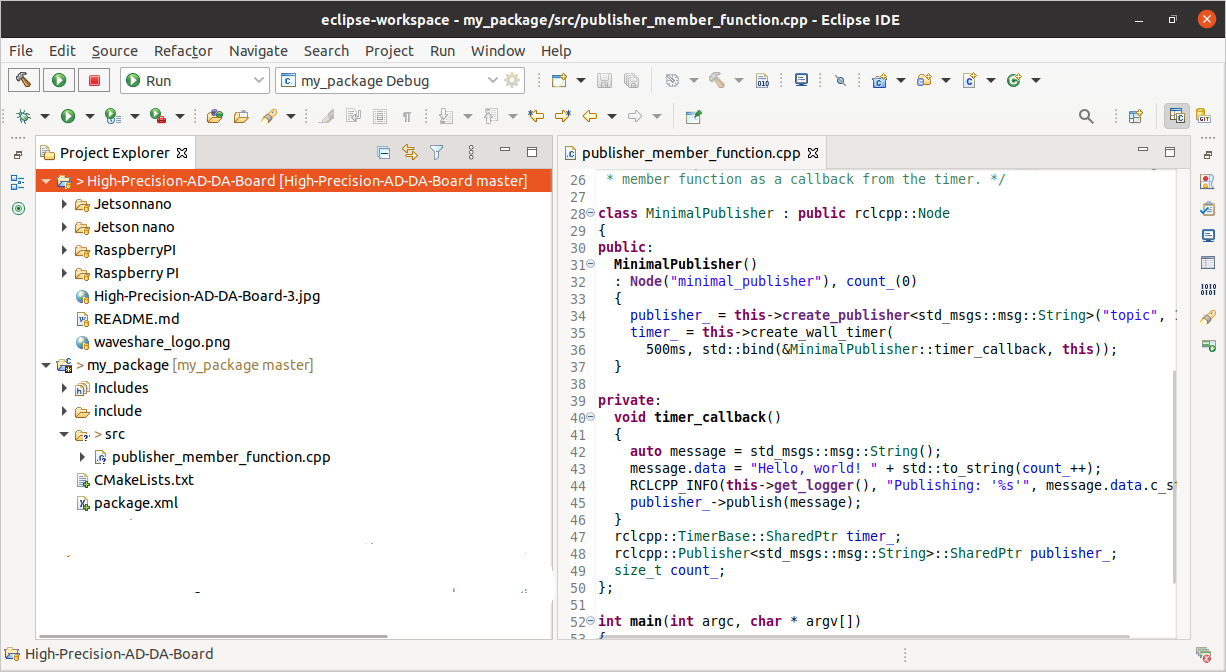 eclipse-workspace - my_package/src/publisher_member_function.cpp - Eclipse IDE
File Edit Source Refactor Navigate Search Project Run Window Help
Run my_package Debug
Project Explorer
> High-Precision-AD-DA-Board [High-Precision-AD-DA-Board master]
Jetsonnano
Jetson nano
RaspberryPI
Raspberry PI
High-Precision-AD-DA-Board-3.jpg
README.md
waveshare_logo.png
> my_package [my_package master]
Includes
include
> src
publisher_member_function.cpp
CMakeLists.txt
package.xml
publisher_member_function.cpp
26 * member function as a callback from the timer. */
27
28 class MinimalPublisher : public rclcpp::Node
29 {
30 public:
31 MinimalPublisher()
32 : Node("minimal_publisher"), count_(0)
33 {
34 publisher_ = this->create_publisher<std_msgs::msg::String>("topic",
35 timer_ = this->create_wall_timer(
36 500ms, std::bind(&MinimalPublisher::timer_callback, this));
37 }
38
39 private:
40 void timer_callback()
41 {
42 auto message = std_msgs::msg::String();
43 message.data = "Hello, world! " + std::to_string(count_++);
44 RCLCPP_INFO(this->get_logger(), "Publishing: '%s'", message.data.c_st
45 publisher_->publish(message);
46 }
47 rclcpp::TimerBase::SharedPtr timer_;
48 rclcpp::Publisher<std_msgs::msg::String>::SharedPtr publisher_;
49 size_t count_;
50 };
51
52 int main(int argc, char * argv[])
53 {
High-Precision-AD-DA-Board